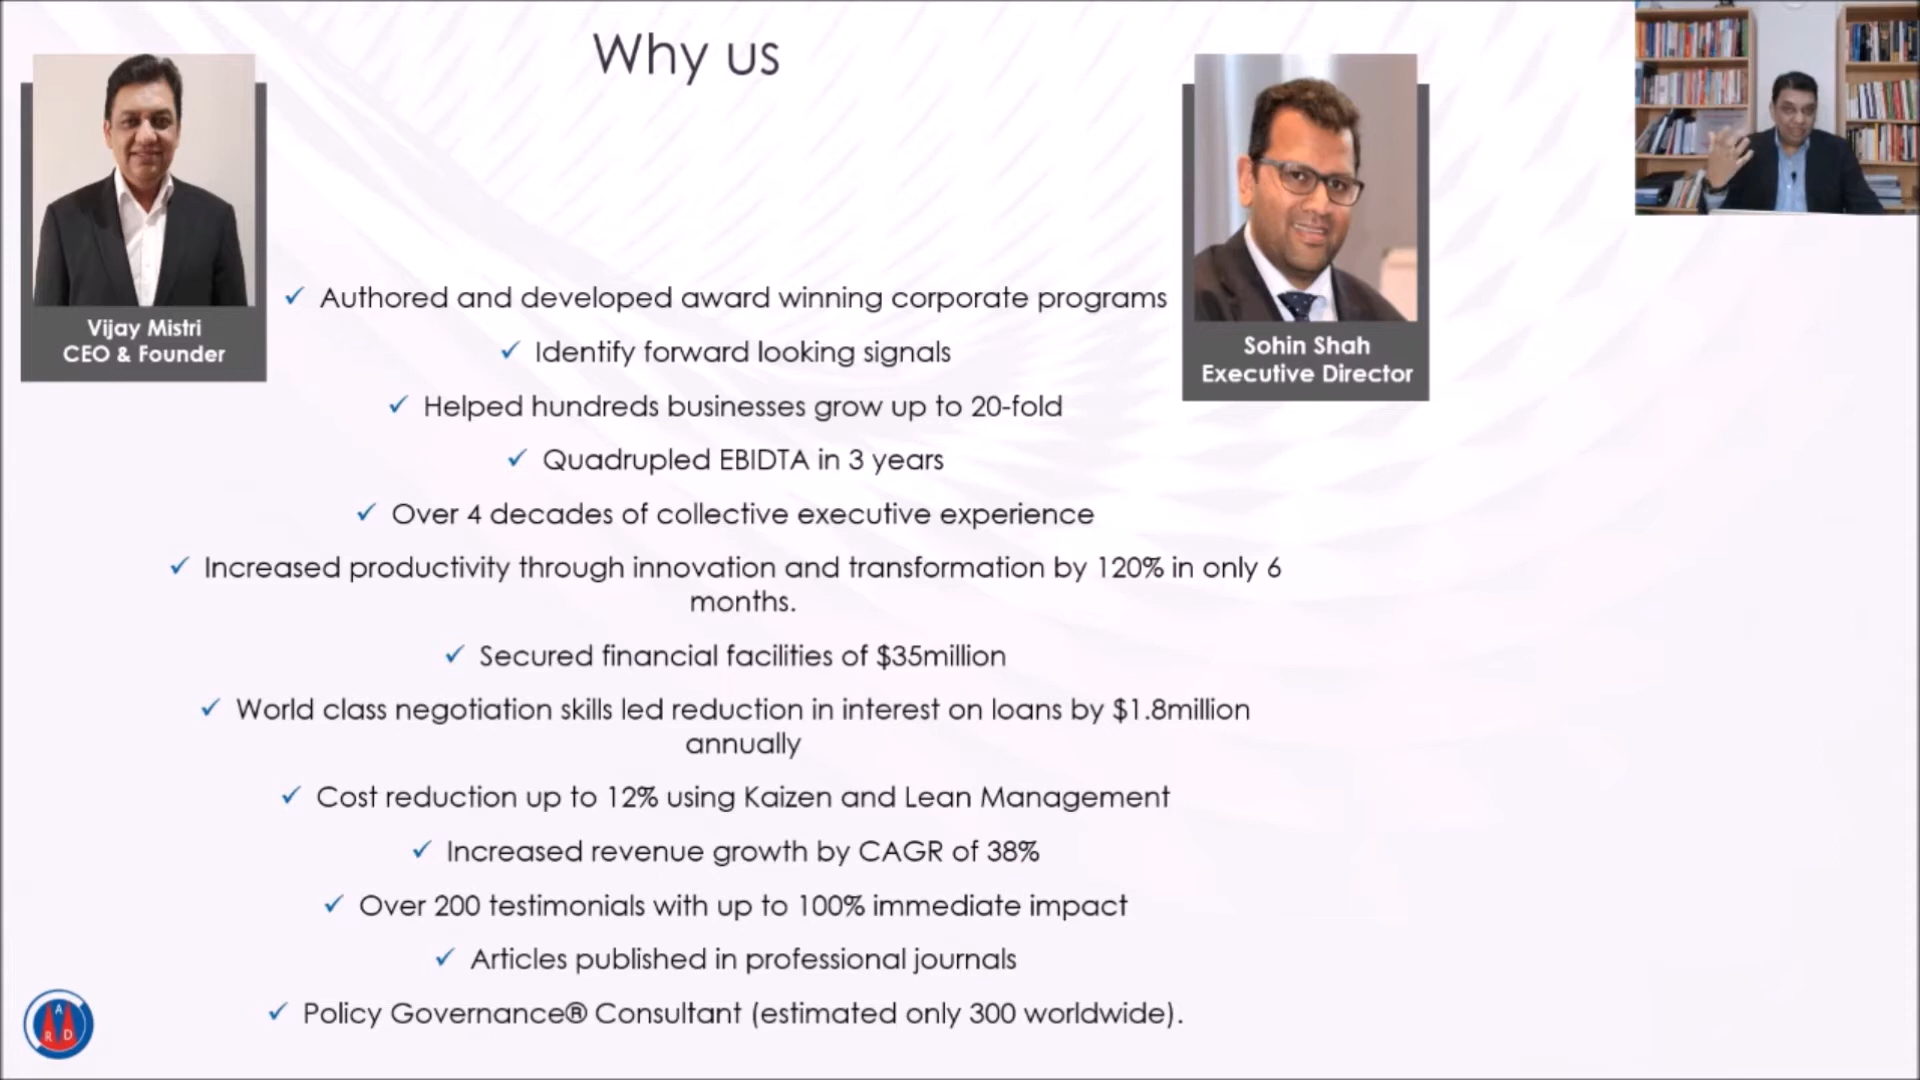 Why us
Vijay Mistri
CEO & Founder
Sohin Shah
Executive Director
✓ Authored and developed award winning corporate programs
✓ Identify forward looking signals
✓ Helped hundreds businesses grow up to 20-fold
✓ Quadrupled EBIDTA in 3 years
✓ Over 4 decades of collective executive experience
✓ Increased productivity through innovation and transformation by 120% in only 6
months.
✓ Secured financial facilities of $35million
✓ World class negotiation skills led reduction in interest on loans by $1.8million
annually
✓ Cost reduction up to 12% using Kaizen and Lean Management
✓ Increased revenue growth by CAGR of 38%
✓ Over 200 testimonials with up to 100% immediate impact
✓ Articles published in professional journals
✓ Policy Governance® Consultant (estimated only 300 worldwide).
A
R D